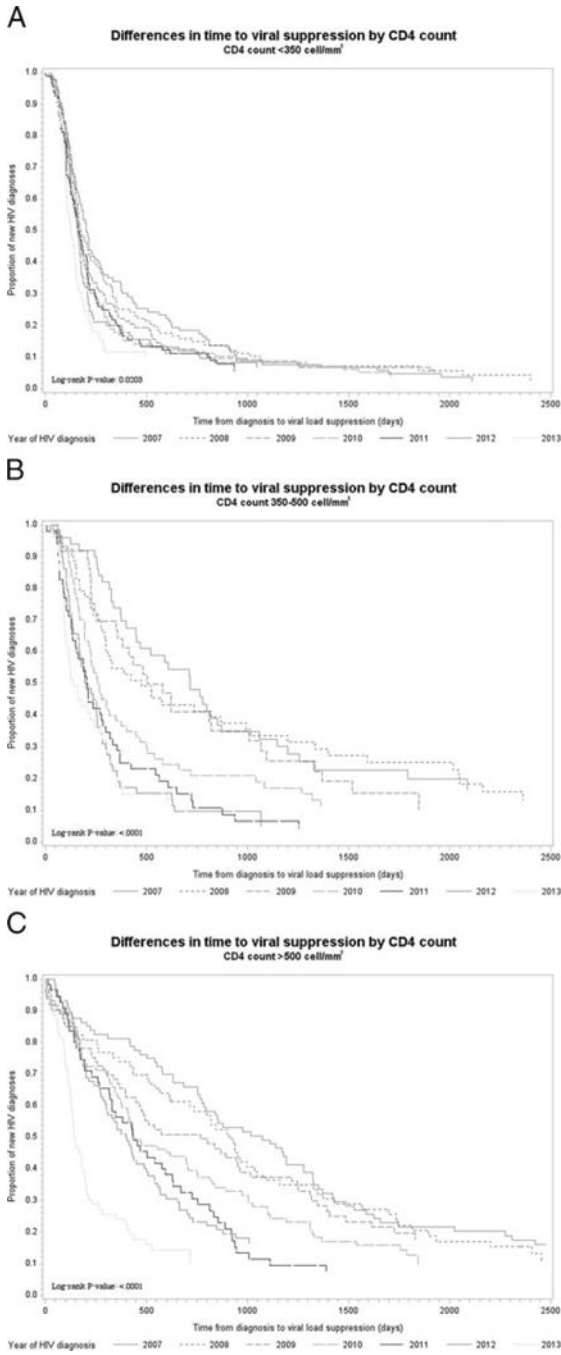 A
Differences in time to viral suppression by CD4 count
CD4 count <350 cell/mm³
Proportion of new HIV diagnoses
1.0
0.9
0.8
0.7
0.6
0.5
0.4
0.3
0.2
0.1
0.0
Log-rank P-value: 0.0203
0 500 1000 1500 2000 2500
Time from diagnosis to viral load suppression (days)
Year of HIV diagnosis 2007 2008 2009 2010 2011 2012 2013
B
Differences in time to viral suppression by CD4 count
CD4 count 350-500 cell/mm³
Proportion of new HIV diagnoses
1.0
0.9
0.8
0.7
0.6
0.5
0.4
0.3
0.2
0.1
0.0
Log-rank P-value: <.0001
0 500 1000 1500 2000 2500
Time from diagnosis to viral load suppression (days)
Year of HIV diagnosis 2007 2008 2009 2010 2011 2012 2013
C
Differences in time to viral suppression by CD4 count
CD4 count >500 cell/mm³
Proportion of new HIV diagnoses
1.0
0.9
0.8
0.7
0.6
0.5
0.4
0.3
0.2
0.1
0.0
Log-rank P-value: <.0001
0 500 1000 1500 2000 2500
Time from diagnosis to viral load suppression (days)
Year of HIV diagnosis 2007 2008 2009 2010 2011 2012 2013